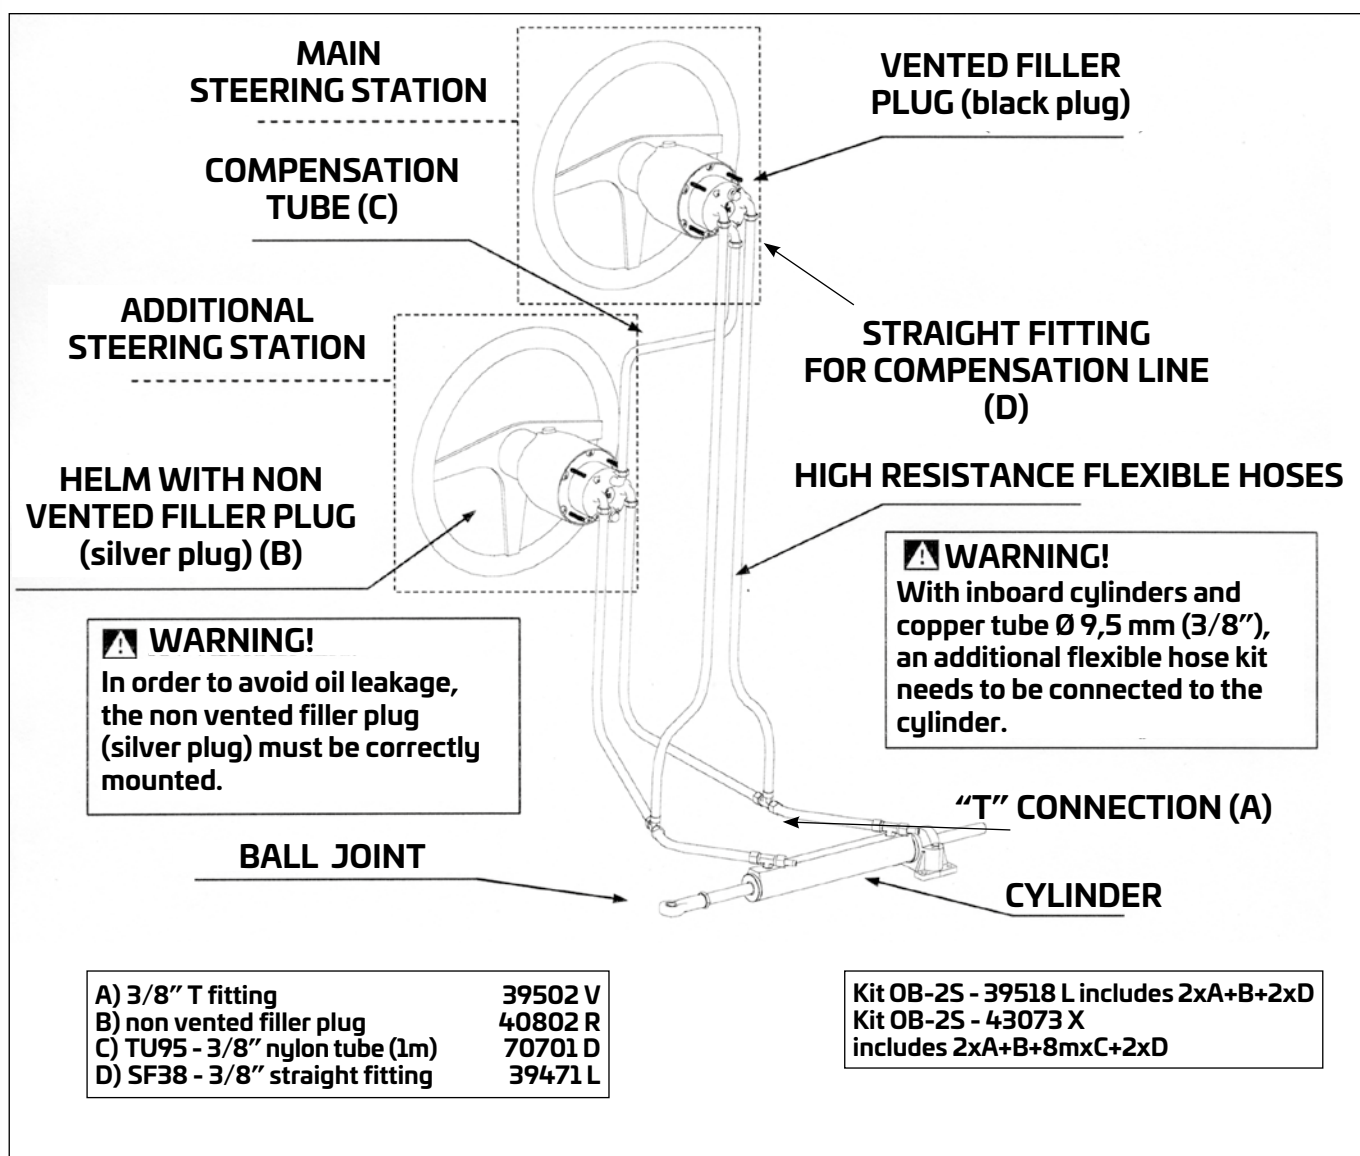 MAIN
STEERING STATION
VENTED FILLER
PLUG (black plug)
COMPENSATION
TUBE (C)
ADDITIONAL
STEERING STATION
STRAIGHT FITTING
FOR COMPENSATION LINE
(D)
HELM WITH NON
VENTED FILLER PLUG
(silver plug) (B)
HIGH RESISTANCE FLEXIBLE HOSES
WARNING!
With inboard cylinders and
copper tube Ø 9,5 mm (3/8”),
an additional flexible hose kit
needs to be connected to the
cylinder.
WARNING!
In order to avoid oil leakage,
the non vented filler plug
(silver plug) must be correctly
mounted.
“T” CONNECTION (A)
BALL JOINT
CYLINDER
A) 3/8” T fitting 39502 V
B) non vented filler plug 40802 R
C) TU95 - 3/8” nylon tube (1m) 70701 D
D) SF38 - 3/8” straight fitting 39471 L
Kit OB-2S - 39518 L includes 2xA+B+2xD
Kit OB-2S - 43073 X
includes 2xA+B+8mxC+2xD